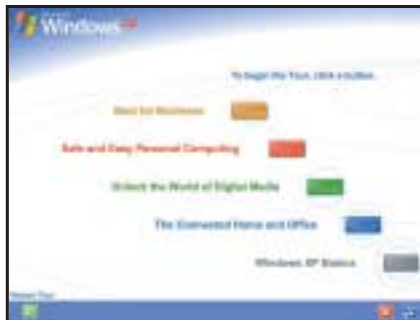 Windows xp
To begin the Tour, click a button.
Best for Business
Safe and Easy Personal Computing
Unlock the World of Digital Media
The Connected Home and Office
Windows XP Basics